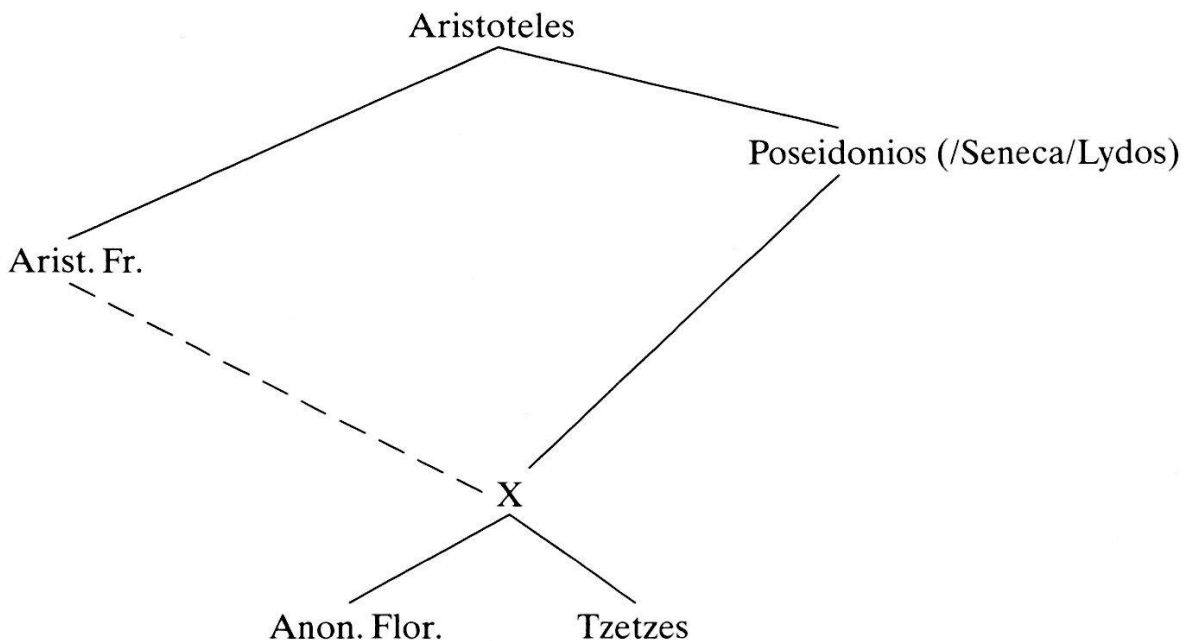 Aristoteles
Poseidonios (/Seneca/Lydos)
Arist. Fr.
X
Anon. Flor.
Tzetzes